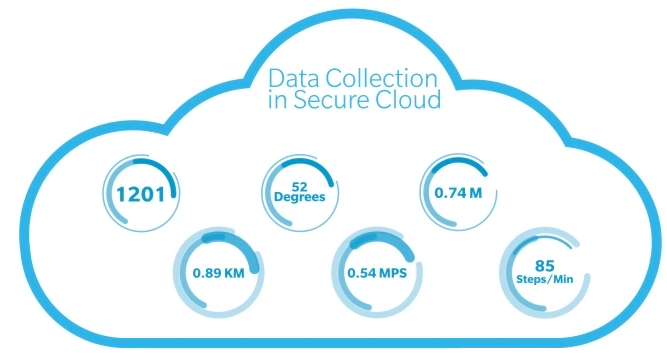 Data Collection
in Secure Cloud
1201
52
Degrees
0.74 M
0.89 KM
0.54 MPS
85
Steps/Min